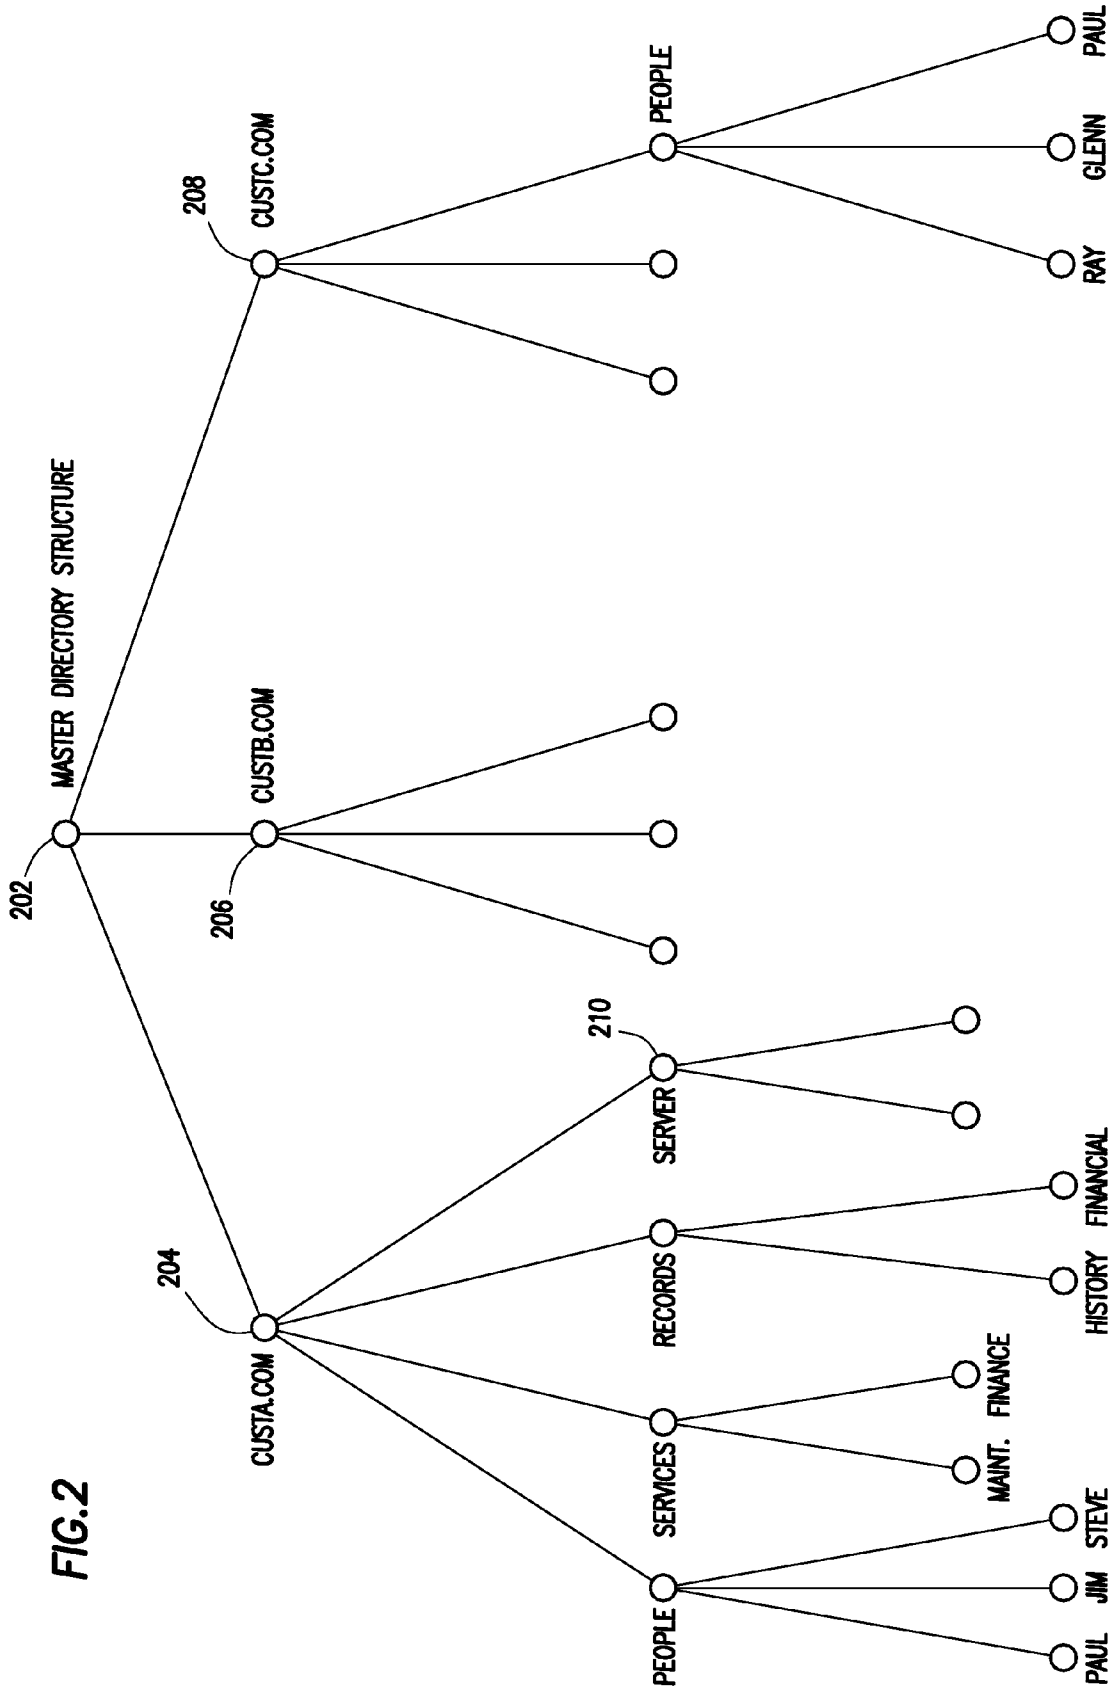 FIG.2
202
MASTER DIRECTORY STRUCTURE
204
CUSTA.COM
206
CUSTB.COM
208
CUSTC.COM
PEOPLE
SERVICES
RECORDS
SERVER
210
PEOPLE
PAUL
JIM
STEVE
MAINT.
FINANCE
HISTORY
FINANCIAL
RAY
GLENN
PAUL